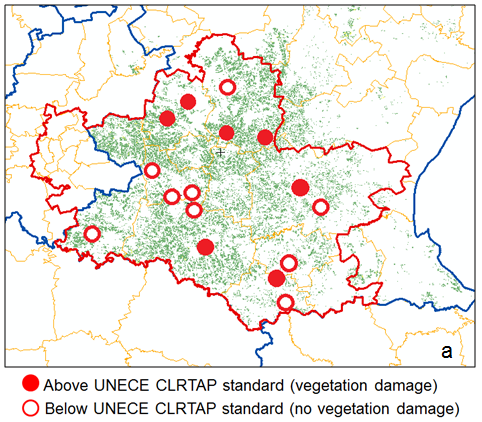 a
Above UNECE CLRTAP standard (vegetation damage)
Below UNECE CLRTAP standard (no vegetation damage)